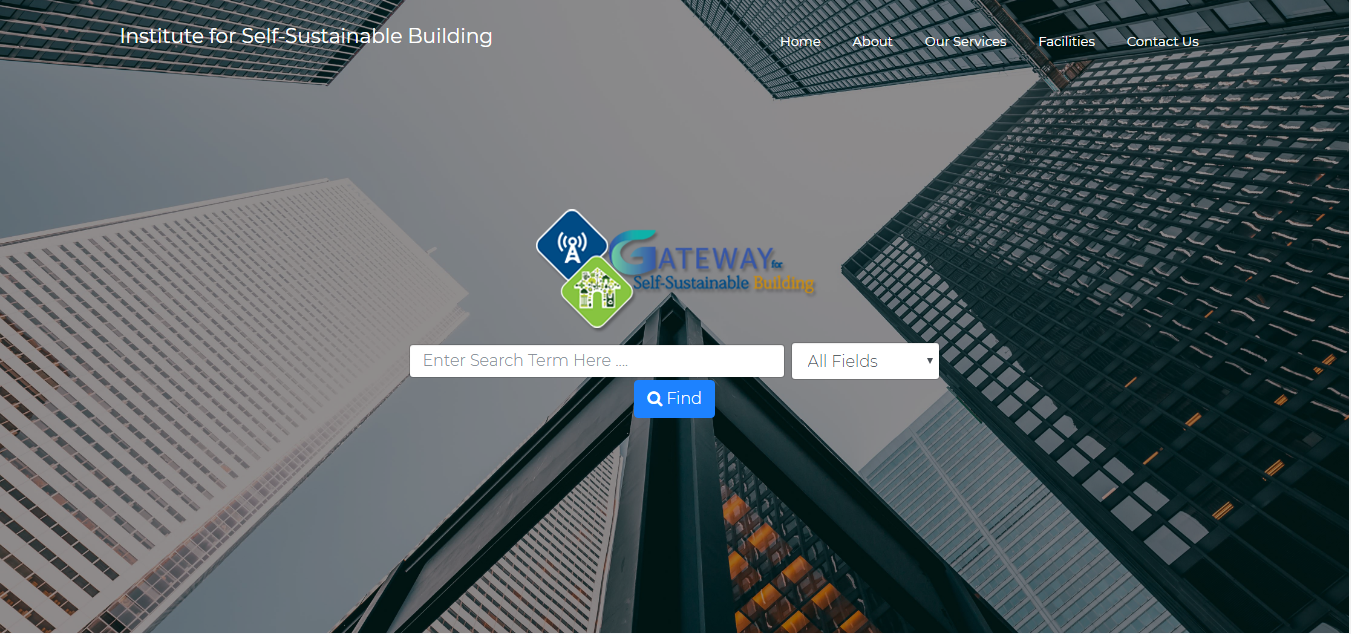 Institute for Self-Sustainable Building
Home About Our Services Facilities Contact Us
GATEWAY for
Self-Sustainable Building
Enter Search Term Here .... All Fields
Find